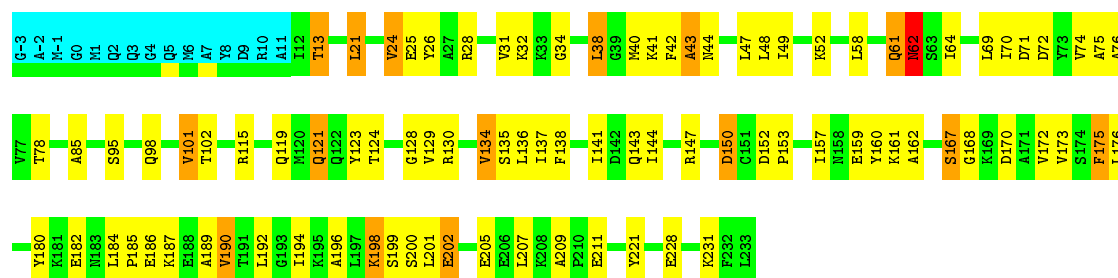 G-3 A-2 M-1 G0 M1 Q2 Q3 G4 Q5 M6 A7 Y8 D9 R10 A11 I12 T13 L21 V24 E25 Y26 A27 R28 V31 K32 K33 G34 L38 G39 M40 K41 F42 A43 N44 L47 L48 I49 K52 L58 Q61 N62 S63 I64 L69 I70 D71 D72 Y73 V74 A75 A76
V77 T78 A85 S95 Q98 V101 T102 R115 Q119 M120 Q121 Q122 Y123 T124 G128 V129 R130 V134 S135 L136 I137 F138 I141 D142 Q143 I144 R147 D150 C151 D152 P153 I157 N158 E159 Y160 K161 A162 S167 G168 K169 D170 A171 V172 V173 S174 F175 L176
Y180 K181 E182 N183 L184 P185 E186 K187 E188 A189 V190 T191 L192 G193 I194 K195 A196 L197 K198 S199 S200 L201 E202 E205 E206 L207 K208 A209 P210 E211 Y221 E228 K231 F232 L233